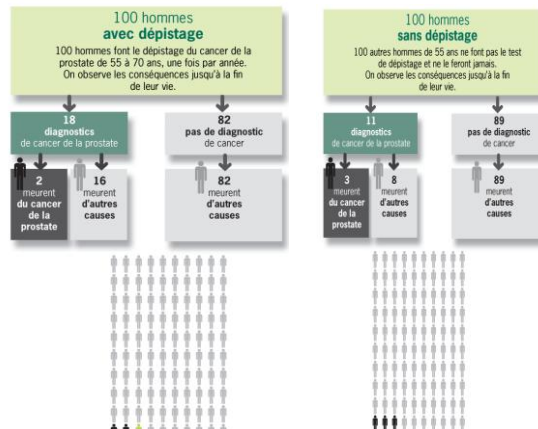 100 hommes
avec dépistage
100 hommes font le dépistage du cancer de la
prostate de 55 à 70 ans, une fois par année.
On observe les conséquences jusqu'à la fin
de leur vie.
18
diagnostics
de cancer de la prostate
82
pas de diagnostic
de cancer
2
meurent
du cancer
de la
prostate
16
meurent
d'autres
causes
82
meurent
d'autres
causes
100 hommes
sans dépistage
100 autres hommes de 55 ans ne font pas le test
de dépistage et ne le feront jamais.
On observe les conséquences jusqu'à la fin
de leur vie.
11
diagnostics
de cancer de la prostate
89
pas de diagnostic
de cancer
3
meurent
du cancer
de la
prostate
8
meurent
d'autres
causes
89
meurent
d'autres
causes